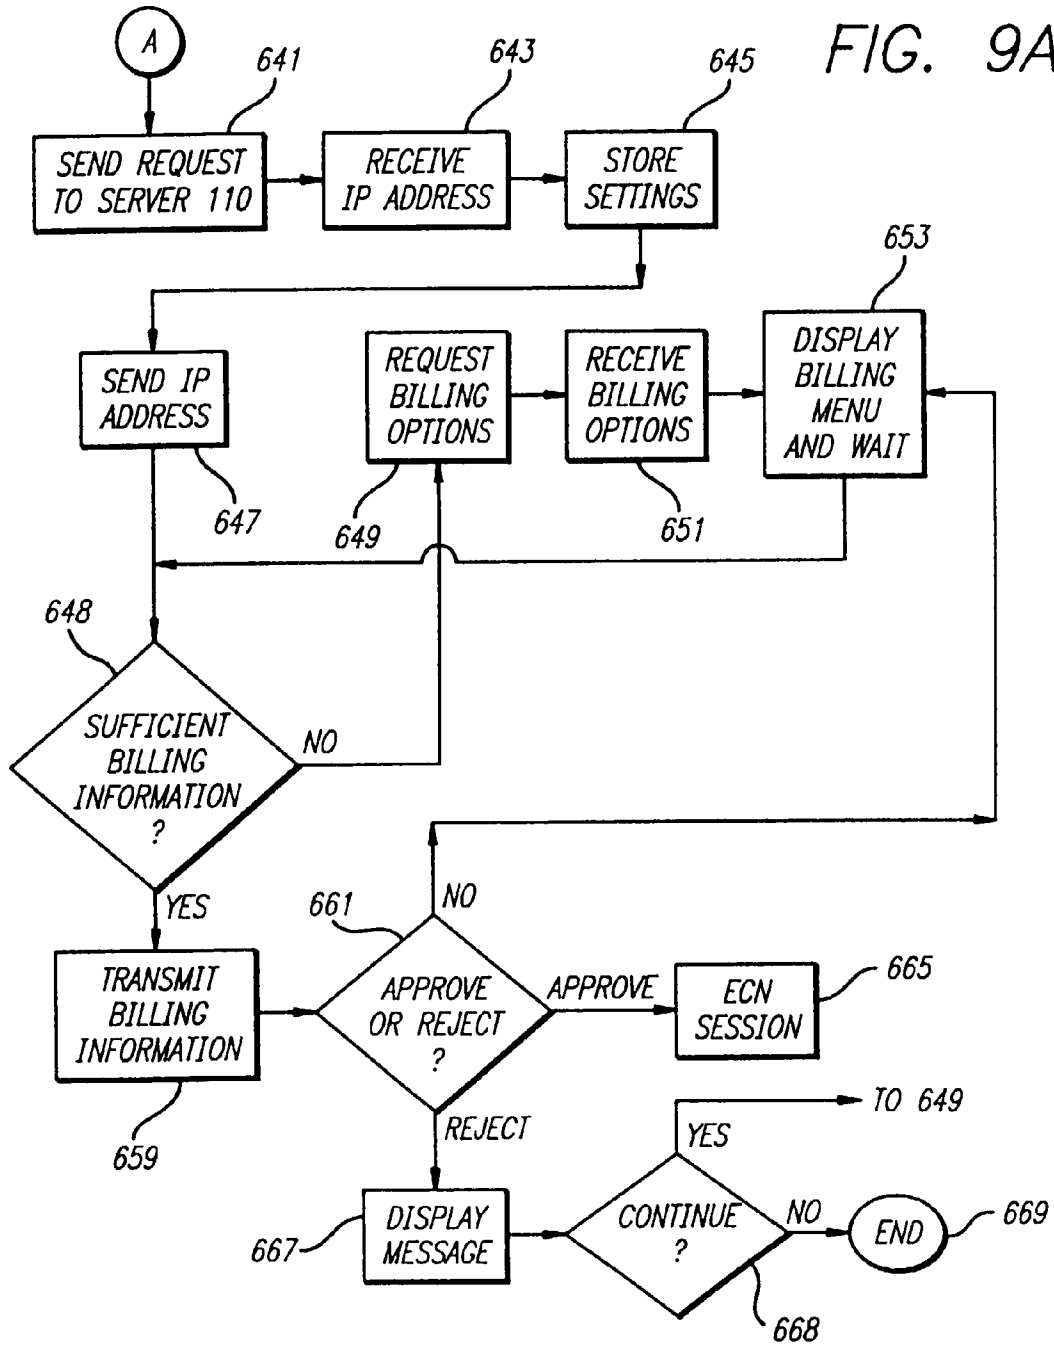 FIG. 9A
A
641
643
645
SEND REQUEST
TO SERVER 110
RECEIVE
IP ADDRESS
STORE
SETTINGS
653
SEND IP
ADDRESS
REQUEST
BILLING
OPTIONS
RECEIVE
BILLING
OPTIONS
DISPLAY
BILLING
MENU
AND WAIT
647
649
651
648
SUFFICIENT
BILLING
INFORMATION
?
NO
YES
661
NO
TRANSMIT
BILLING
INFORMATION
APPROVE
OR REJECT
?
APPROVE
ECN
SESSION
665
659
REJECT
TO 649
YES
667
DISPLAY
MESSAGE
CONTINUE
?
NO
END
669
668